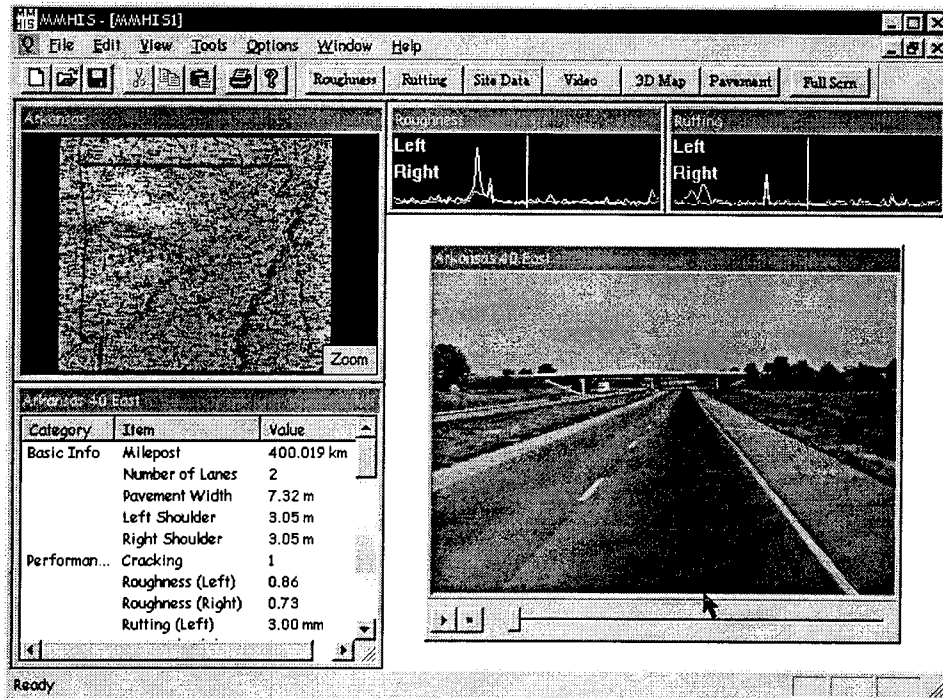 MMHIS MMHIS - [MMHIS1]
File Edit View Tools Options Window Help
Roughness Rutting Site Data Video 3D Map Pavement Full Scrn
Arkansas
Zoom
Roughness
Left
Right
Rutting
Left
Right
Arkansas 40 East
Arkansas 40 East
Category Item Value
Basic Info Milepost 400.019 km
Number of Lanes 2
Pavement Width 7.32 m
Left Shoulder 3.05 m
Right Shoulder 3.05 m
Performan... Cracking 1
Roughness (Left) 0.86
Roughness (Right) 0.73
Rutting (Left) 3.00 mm
Ready